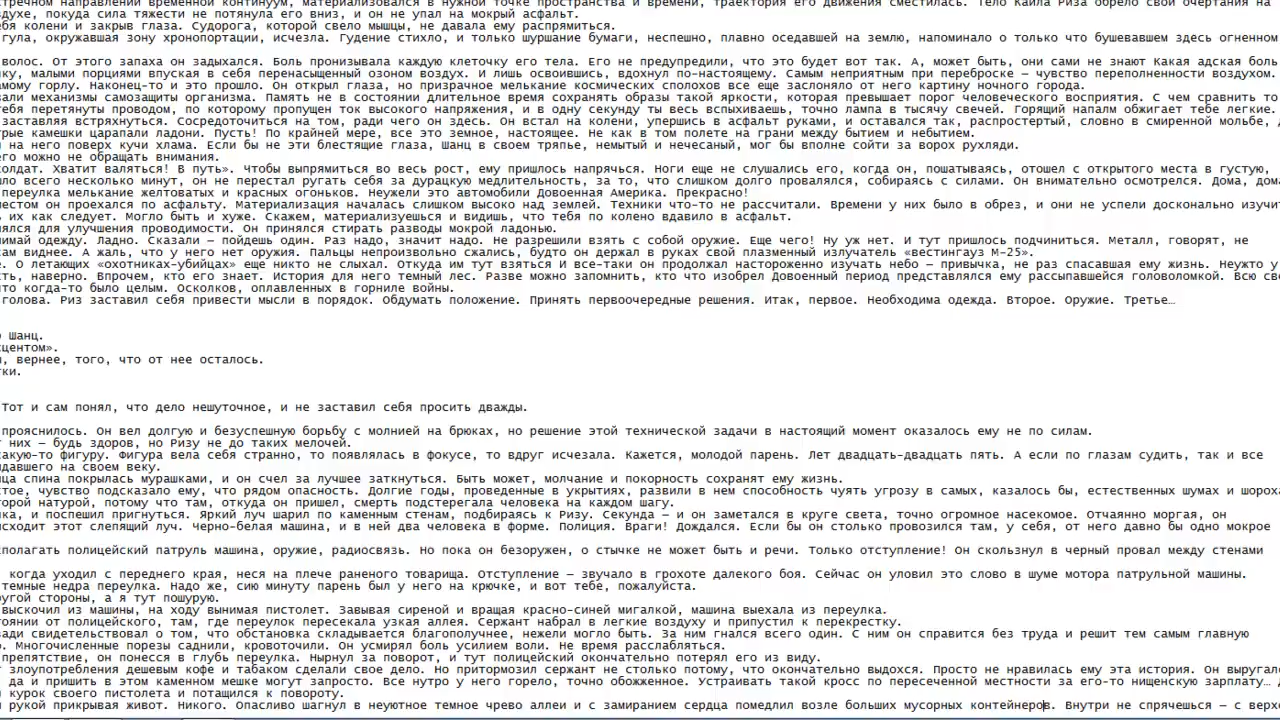 стречном направлении временной континуум, материализовался в нужной точке пространства и времени, траектория его движения сместилась. Тело Кайла Риза обрело свои очертания на
духе, покуда сила тяжести не потянула его вниз, и он не упал на мокрый асфальт.
бя колени и закрыв глаза. Судорога, которой свело мышцы, не давала ему распрямиться.
гула, окружавшая зону хронопортации, исчезла. Гудение стихло, и только шуршание бумаги, неспешно, плавно оседавшей на землю, напоминало о только что бушевавшем здесь огненном
волос. От этого запаха он задыхался. Боль пронизывала каждую клеточку его тела. Его не предупредили, что это будет вот так. А, может быть, они сами не знают Какая адская боль
ку, малыми порциями впуская в себя перенасыщенный озоном воздух. И лишь освоившись, вдохнул по-настоящему. Самым неприятным при переброске — чувство переполненности воздухом.
амому горлу. Наконец-то и это прошло. Он открыл глаза, но призрачное мелькание космических сполохов все еще заслоняло от него картину ночного города.
зали механизмы самозащиты организма. Память не в состоянии длительное время сохранять образы такой яркости, которая превышает порог человеческого восприятия. С чем сравнить то
тебя перетянуты проводом, по которому пропущен ток высокого напряжения, и в одну секунду ты весь вспыхиваешь, точно лампа в тысячу свечей. Горящий напалм обжигает тебе легкие.
заставляя встряхнуться. Сосредоточиться на том, ради чего он здесь. Он встал на колени, упершись в асфальт руками, и оставался так, распростертый, словно в смиренной мольбе,
трые камешки царапали ладони. Пусть! По крайней мере, все это земное, настоящее. Не как в том полете на грани между бытием и небытием.
на него поверх кучи хлама. Если бы не эти блестящие глаза, Шанц в своем тряпье, немытый и нечесаный, мог бы вполне сойти за ворох рухляди.
его можно не обращать внимания.
олдат. Хватит валяться! В путь». Чтобы выпрямиться во весь рост, ему пришлось напрячься. Ноги еще не слушались его, когда он, пошатываясь, отошел с открытого места в густую,
ло всего несколько минут, он не перестал ругать себя за дурацкую медлительность, за то, что слишком долго провалялся, собираясь с силами. Он внимательно осмотрелся. Дома, дома
переулка мелькание желтоватых и красных огоньков. Неужели это автомобили Довоенная Америка. Прекрасно!
местом он проехался по асфальту. Материализация началась слишком высоко над землей. Техники что-то не рассчитали. Времени у них было в обрез, и они не успели досконально изучит
ь их как следует. Могло быть и хуже. Скажем, материализуешься и видишь, что тебя по колено вдавило в асфальт.
нялся для улучшения проводимости. Он принялся стирать разводы мокрой ладонью.
нимай одежду. Ладно. Сказали — пойдешь один. Раз надо, значит надо. Не разрешили взять с собой оружие. Еще чего! Ну уж нет. И тут пришлось подчиниться. Металл, говорят, не
ам виднее. А жаль, что у него нет оружия. Пальцы непроизвольно сжались, будто он держал в руках свой плазменный излучатель «вестингауз М-25».
е. О летающих «охотниках-убийцах» еще никто не слыхал. Откуда им тут взяться И все-таки он продолжал настороженно изучать небо — привычка, не раз спасавшая ему жизнь. Неужто у
сть, наверно. Впрочем, кто его знает. История для него темный лес. Разве можно запомнить, кто что изобрел Довоенный период представлялся ему рассыпавшейся головоломкой. Всю св
то когда-то было целым. Осколков, оплавленных в горниле войны.
голова. Риз заставил себя привести мысли в порядок. Обдумать положение. Принять первоочередные решения. Итак, первое. Необходима одежда. Второе. Оружие. Третье…
Шанц.
центом».
, вернее, того, что от нее осталось.
тки.
Тот и сам понял, что дело нешуточное, и не заставил себя просить дважды.
прояснилось. Он вел долгую и безуспешную борьбу с молнией на брюках, но решение этой технической задачи в настоящий момент оказалось ему не по силам.
них — будь здоров, но Ризу не до таких мелочей.
акую-то фигуру. Фигура вела себя странно, то появлялась в фокусе, то вдруг исчезала. Кажется, молодой парень. Лет двадцать-двадцать пять. А если по глазам судить, так и все
давшего на своем веку.
ца спина покрылась мурашками, и он счел за лучшее заткнуться. Быть может, молчание и покорность сохранят ему жизнь.
тое, чувство подсказало ему, что рядом опасность. Долгие годы, проведенные в укрытиях, развили в нем способность чуять угрозу в самых, казалось бы, естественных шумах и шороха
торой натурой, потому что там, откуда он пришел, смерть подстерегала человека на каждом шагу.
ка, и поспешил пригнуться. Яркий луч шарил по каменным стенам, подбираясь к Ризу. Секунда — и он заметался в круге света, точно огромное насекомое. Отчаянно моргая, он
исходит этот слепящий луч. Черно-белая машина, и в ней два человека в форме. Полиция. Враги! Дождался. Если бы он столько провозился там, у себя, от него давно бы одно мокрое
сполагать полицейский патруль машина, оружие, радиосвязь. Но пока он безоружен, о стычке не может быть и речи. Только отступление! Он скользнул в черный провал между стенами
когда уходил с переднего края, неся на плече раненого товарища. Отступление — звучало в грохоте далекого боя. Сейчас он уловил это слово в шуме мотора патрульной машины.
темные недра переулка. Надо же, сию минуту парень был у него на крючке, и вот тебе, пожалуйста.
ругой стороны, а я тут пошурую.
выскочил из машины, на ходу вынимая пистолет. Завывая сиреной и вращая красно-синей мигалкой, машина выехала из переулка.
тоянии от полицейского, там, где переулок пересекала узкая аллея. Сержант набрал в легкие воздуху и припустил к перекрестку.
ади свидетельствовал о том, что обстановка складывается благополучнее, нежели могло быть. За ним гнался всего один. С ним он справится без труда и решит тем самым главную
. Многочисленные порезы саднили, кровоточили. Он усмирял боль усилием воли. Не время расслабляться.
препятствие, он понесся в глубь переулка. Нырнул за поворот, и тут полицейский окончательно потерял его из виду.
злоупотребления дешевым кофе и табаком сделали свое дело. Но притормозил сержант не столько потому, что окончательно выдохся. Просто не нравилась ему эта история. Он выругалс
да и пришить в этом каменном мешке могут запросто. Все нутро у него горело, точно обожженное. Устраивать такой кросс по пересеченной местности за его-то нищенскую зарплату…
курок своего пистолета и потащился к повороту.
рукой прикрывая живот. Никого. Опасливо шагнул в неуютное темное чрево аллеи и с замиранием сердца помедлил возле больших мусорных контейнеров. Внутри не спрячешься — с верх